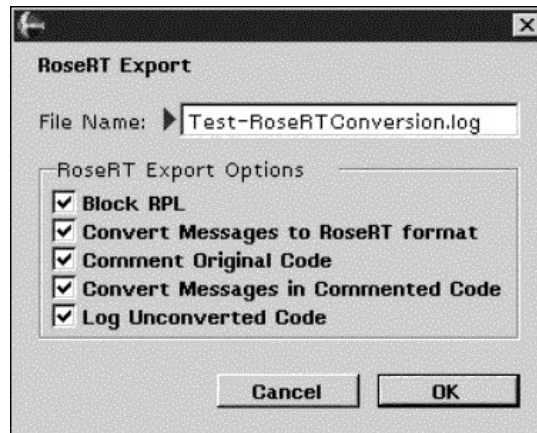 RoseRT Export
File Name: Test-RoseRTConversion.log
RoseRT Export Options
Block RPL
Convert Messages to RoseRT format
Comment Original Code
Convert Messages in Commented Code
Log Unconverted Code
Cancel OK